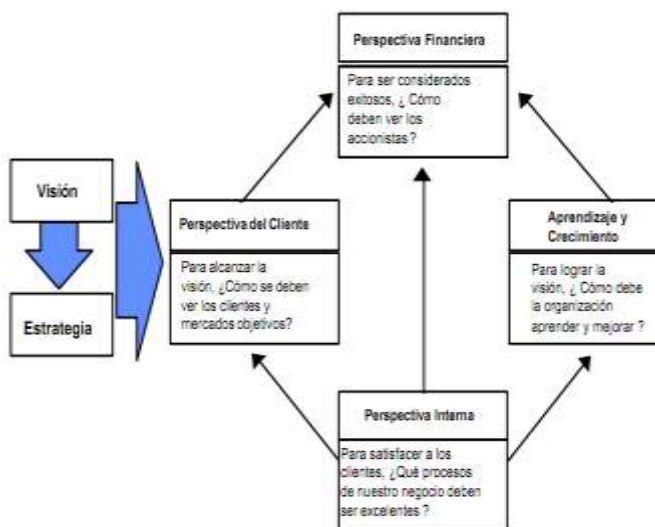 Perspectiva Financiera
Para ser considerados
exitosos, ¿ Cómo
deben ver los
accionistas ?
Visión
Estrategia
Perspectiva del Cliente
Para alcanzar la
visión, ¿Cómo se deben
ver los clientes y
mercados objetivos?
Aprendizaje y
Crecimiento
Para lograr la
visión, ¿ Cómo debe
la organización
aprender y mejorar ?
Perspectiva Interna
Para satisfacer a los
clientes, ¿Qué procesos
de nuestro negocio deben
ser excelentes ?